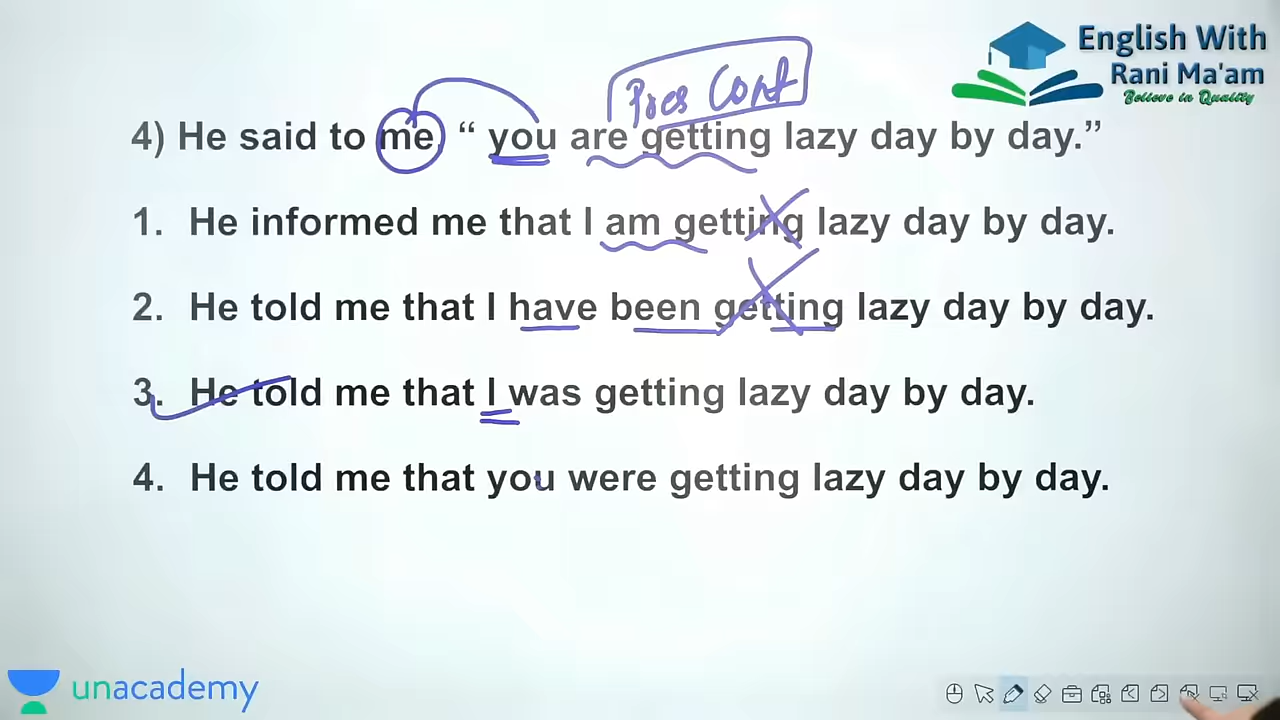 English With
Rani Ma'am
Believe in Quality
Pres Cont
4) He said to me, “ you are getting lazy day by day.”
1. He informed me that I am getting lazy day by day.
2. He told me that I have been getting lazy day by day.
3. He told me that I was getting lazy day by day.
4. He told me that you were getting lazy day by day.
unacademy